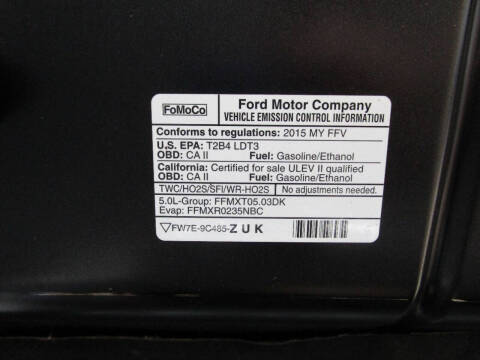 FoMoCo
Ford Motor Company
VEHICLE EMISSION CONTROL INFORMATION
Conforms to regulations: 2015 MY FFV
U.S. EPA: T2B4 LDT3
OBD: CA II Fuel: Gasoline/Ethanol
California: Certified for sale ULEV II qualified
OBD: CA II Fuel: Gasoline/Ethanol
TWC/HO2S/SFI/WR-HO2S No adjustments needed.
5.0L-Group: FFMXT05.03DK
Evap: FFMXR0235NBC
FW7E-9C485-ZUK